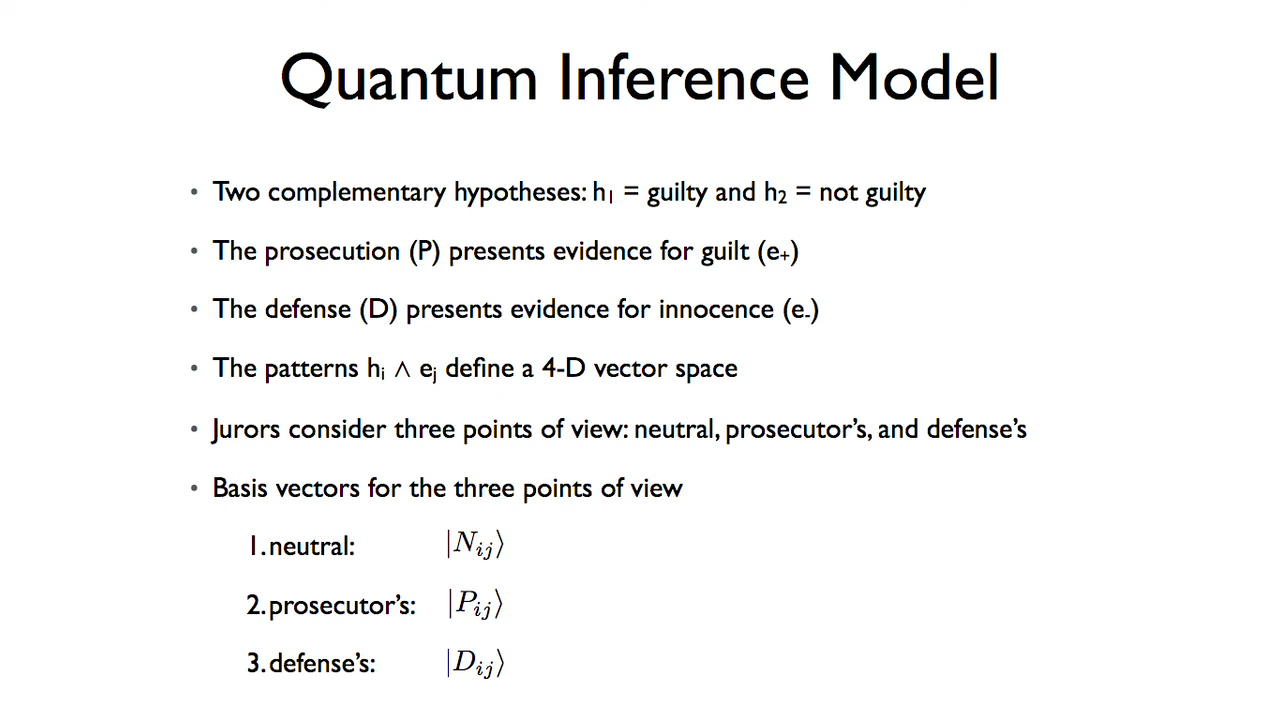 Quantum Inference Model
• Two complementary hypotheses: h₁ = guilty and h₂ = not guilty
• The prosecution (P) presents evidence for guilt (e₊)
• The defense (D) presents evidence for innocence (e₋)
• The patterns hᵢ ∧ eⱼ define a 4-D vector space
• Jurors consider three points of view: neutral, prosecutor's, and defense's
• Basis vectors for the three points of view
1. neutral: |Nᵢⱼ⟩
2. prosecutor's: |Pᵢⱼ⟩
3. defense's: |Dᵢⱼ⟩